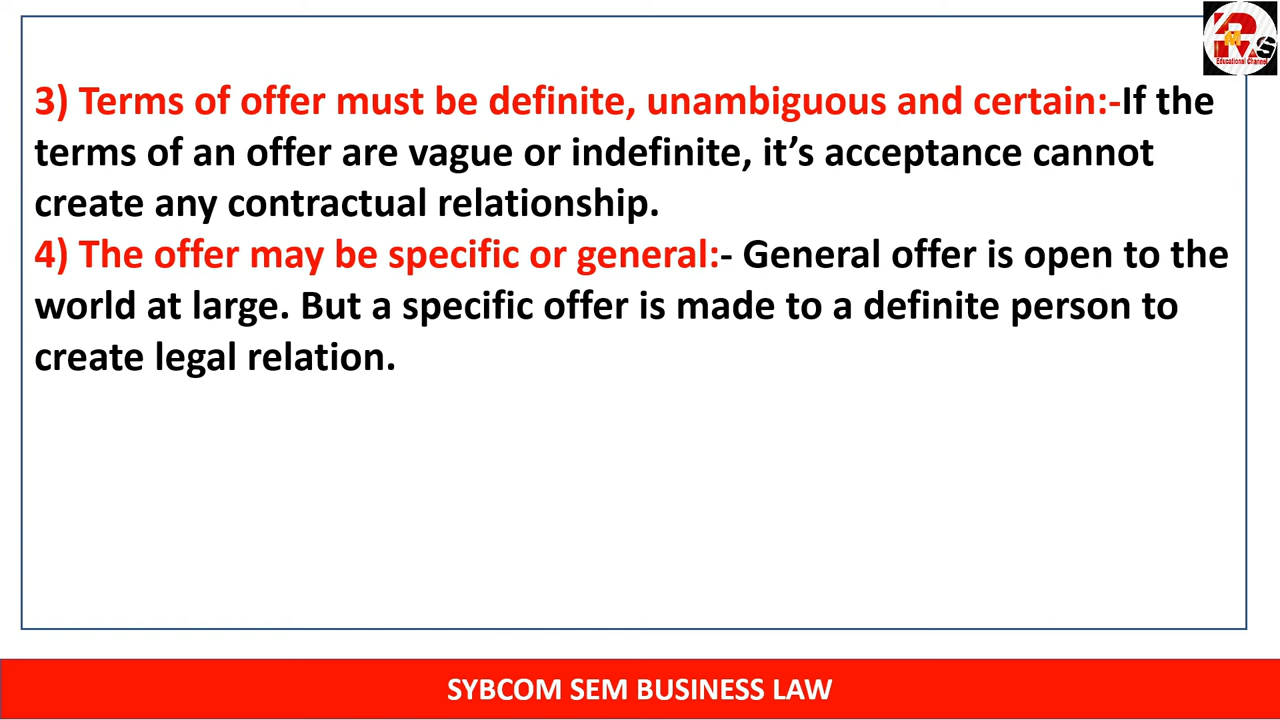 3) Terms of offer must be definite, unambiguous and certain:-If the
terms of an offer are vague or indefinite, it’s acceptance cannot
create any contractual relationship.
4) The offer may be specific or general:- General offer is open to the
world at large. But a specific offer is made to a definite person to
create legal relation.
Educational Channel
SYBCOM SEM BUSINESS LAW